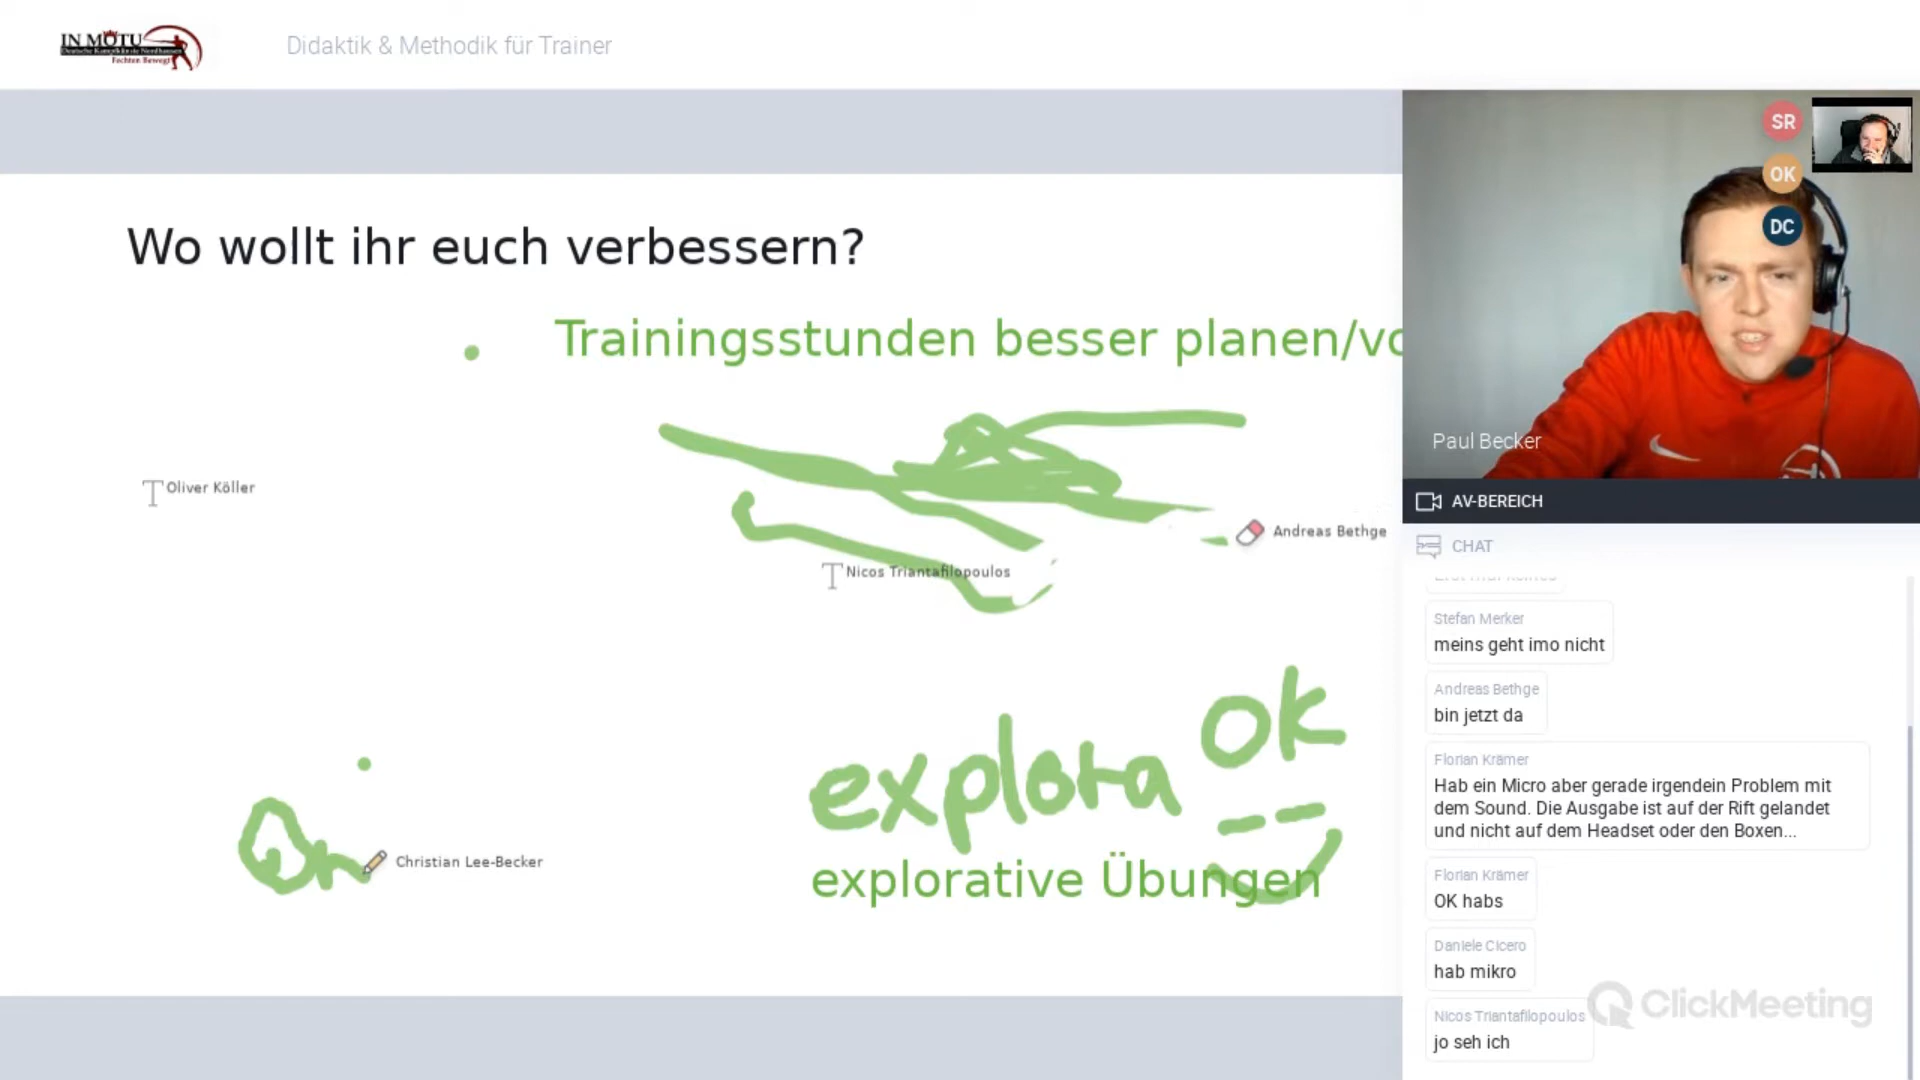 IN MOTU
Fechten Bewegt
Didaktik & Methodik für Trainer
Wo wollt ihr euch verbessern?
Trainingsstunden besser planen/vo
Oliver Köller
Andreas Bethge
Nicos Triantafilopoulos
ok
explora
Christian Lee-Becker
explorative Übungen
SR
OK
DC
Paul Becker
AV-BEREICH
CHAT
Stefan Merker
meins geht imo nicht
Andreas Bethge
bin jetzt da
Florian Krämer
Hab ein Micro aber gerade irgendein Problem mit
dem Sound. Die Ausgabe ist auf der Rift gelandet
und nicht auf dem Headset oder den Boxen...
Florian Krämer
OK habs
Daniele Cicero
hab mikro
Nicos Triantafilopoulos
jo seh ich
ClickMeeting